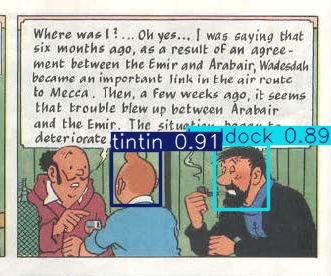 Where was I?... Oh yes... I was saying that
six months ago, as a result of an agree-
ment between the Emir and Arabair, Wadesdah
became an important link in the air route
to Mecca. Then, a few weeks ago, it seems
that trouble blew up between Arabair
and the Emir. The situation began to
deteriorate
tintin 0.91
dock 0.89